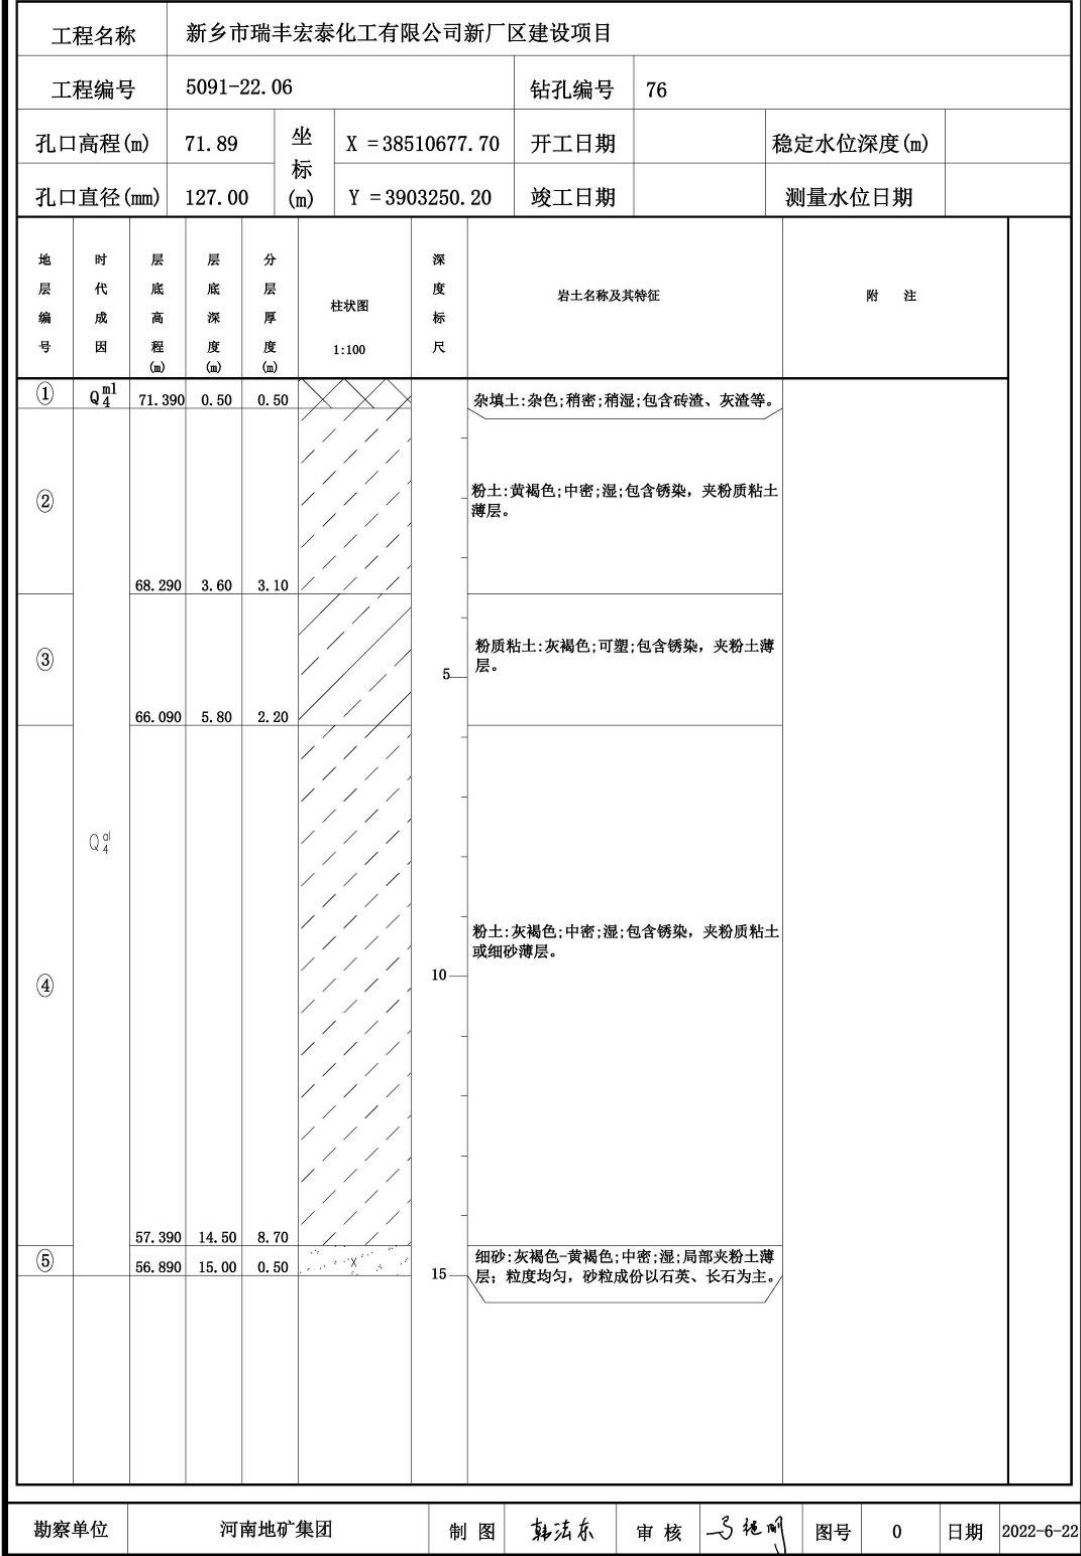 工程名称 新乡市瑞丰宏泰化工有限公司新厂区建设项目
工程编号 5091-22.06 钻孔编号 76
孔口高程(m) 71.89 坐标(m) X =38510677.70 开工日期 稳定水位深度(m)
孔口直径(mm) 127.00 Y =3903250.20 竣工日期 测量水位日期
地层编号 时代成因 层底高程(m) 层底深度(m) 分层厚度(m) 柱状图 1:100 深度标尺 岩土名称及其特征 附 注
① Q4ml 71.390 0.50 0.50 杂填土:杂色;稍密;稍湿;包含砖渣、灰渣等。
② 粉土:黄褐色;中密;湿;包含锈染，夹粉质粘土
薄层。
68.290 3.60 3.10
③ 粉质粘土:灰褐色;可塑;包含锈染，夹粉土薄
层。
5
66.090 5.80 2.20
Q4al
粉土:灰褐色;中密;湿;包含锈染，夹粉质粘土
或细砂薄层。
④ 10
57.390 14.50 8.70
⑤ 细砂:灰褐色-黄褐色;中密;湿;局部夹粉土薄
56.890 15.00 0.50 15 层；粒度均匀，砂粒成份以石英、长石为主。
勘察单位 河南地矿集团 制 图 韩法东 审 核 图号 0 日期 2022-6-22